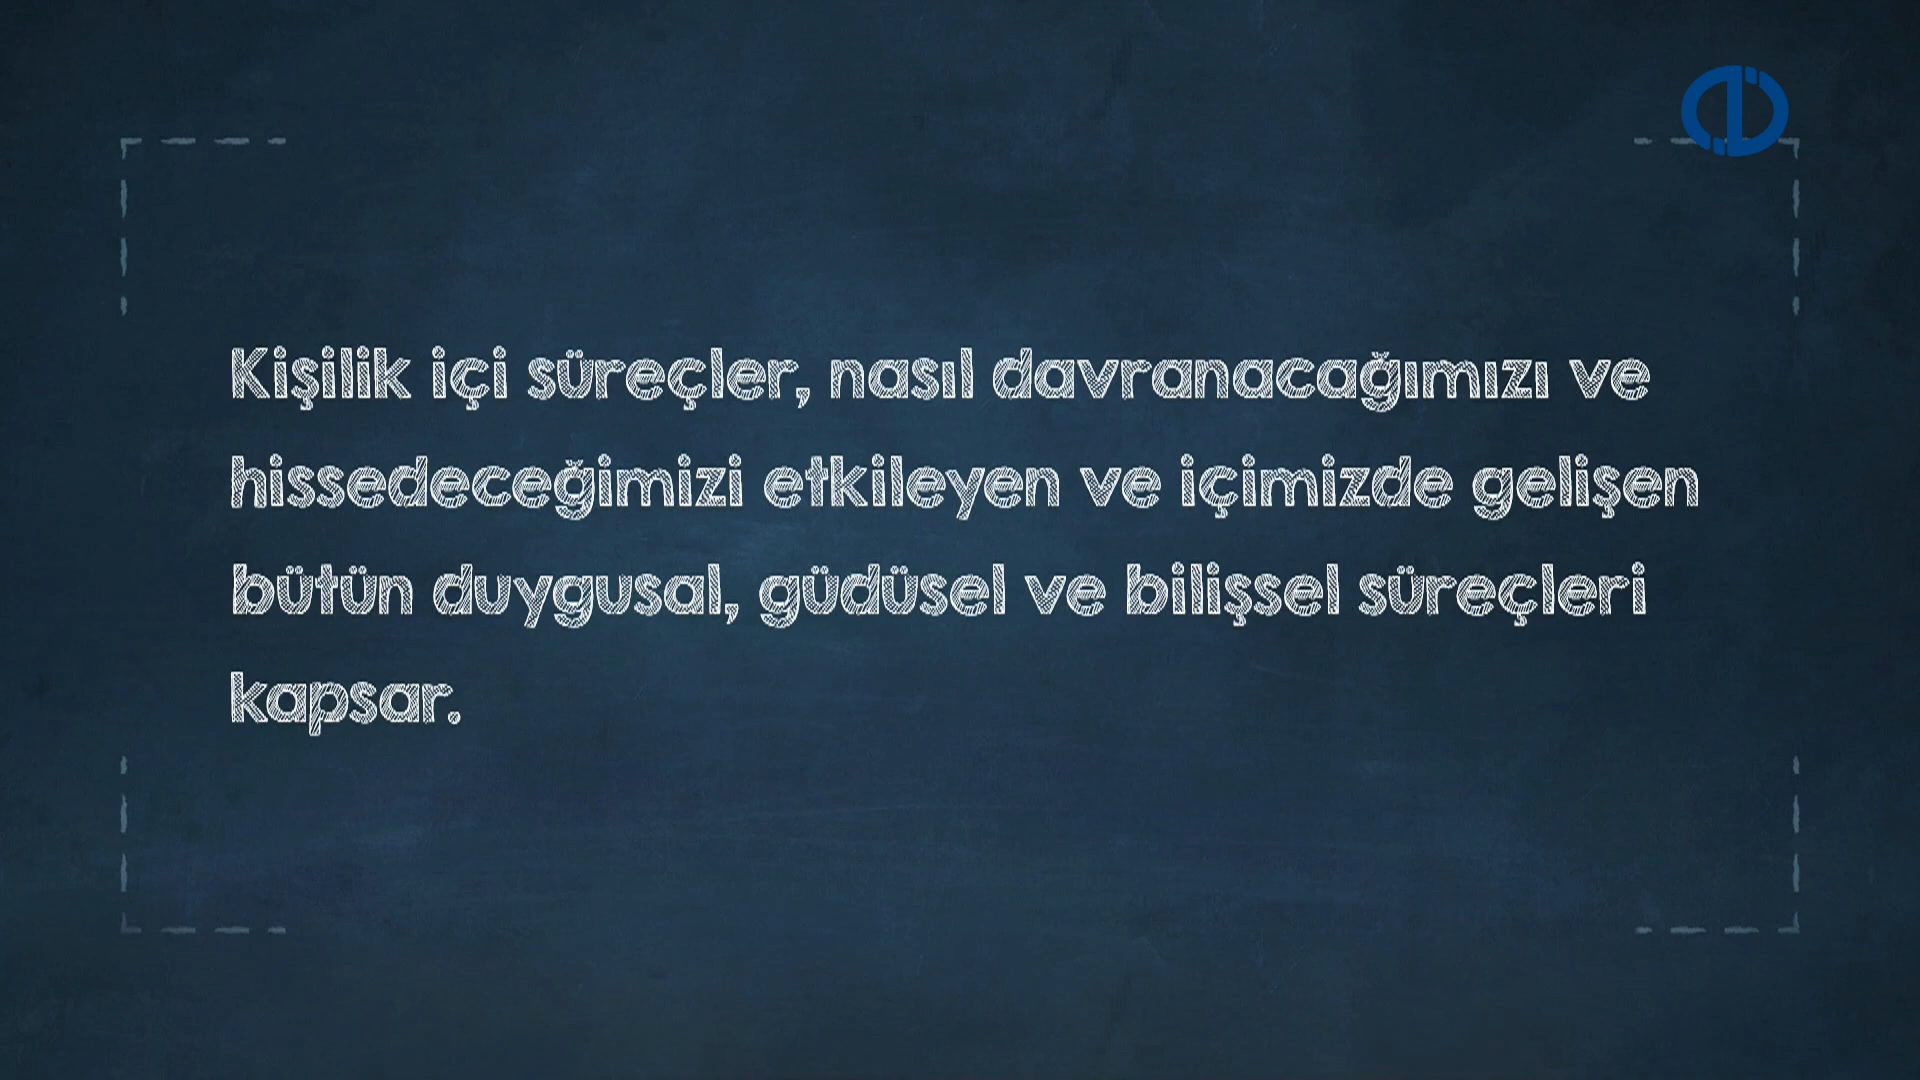 Kişilik içi süreçler, nasıl davranacağımızı ve
hissedeceğimizi etkileyen ve içimizde gelişen
bütün duygusal, güdüsel ve bilişsel süreçleri
kapsar.